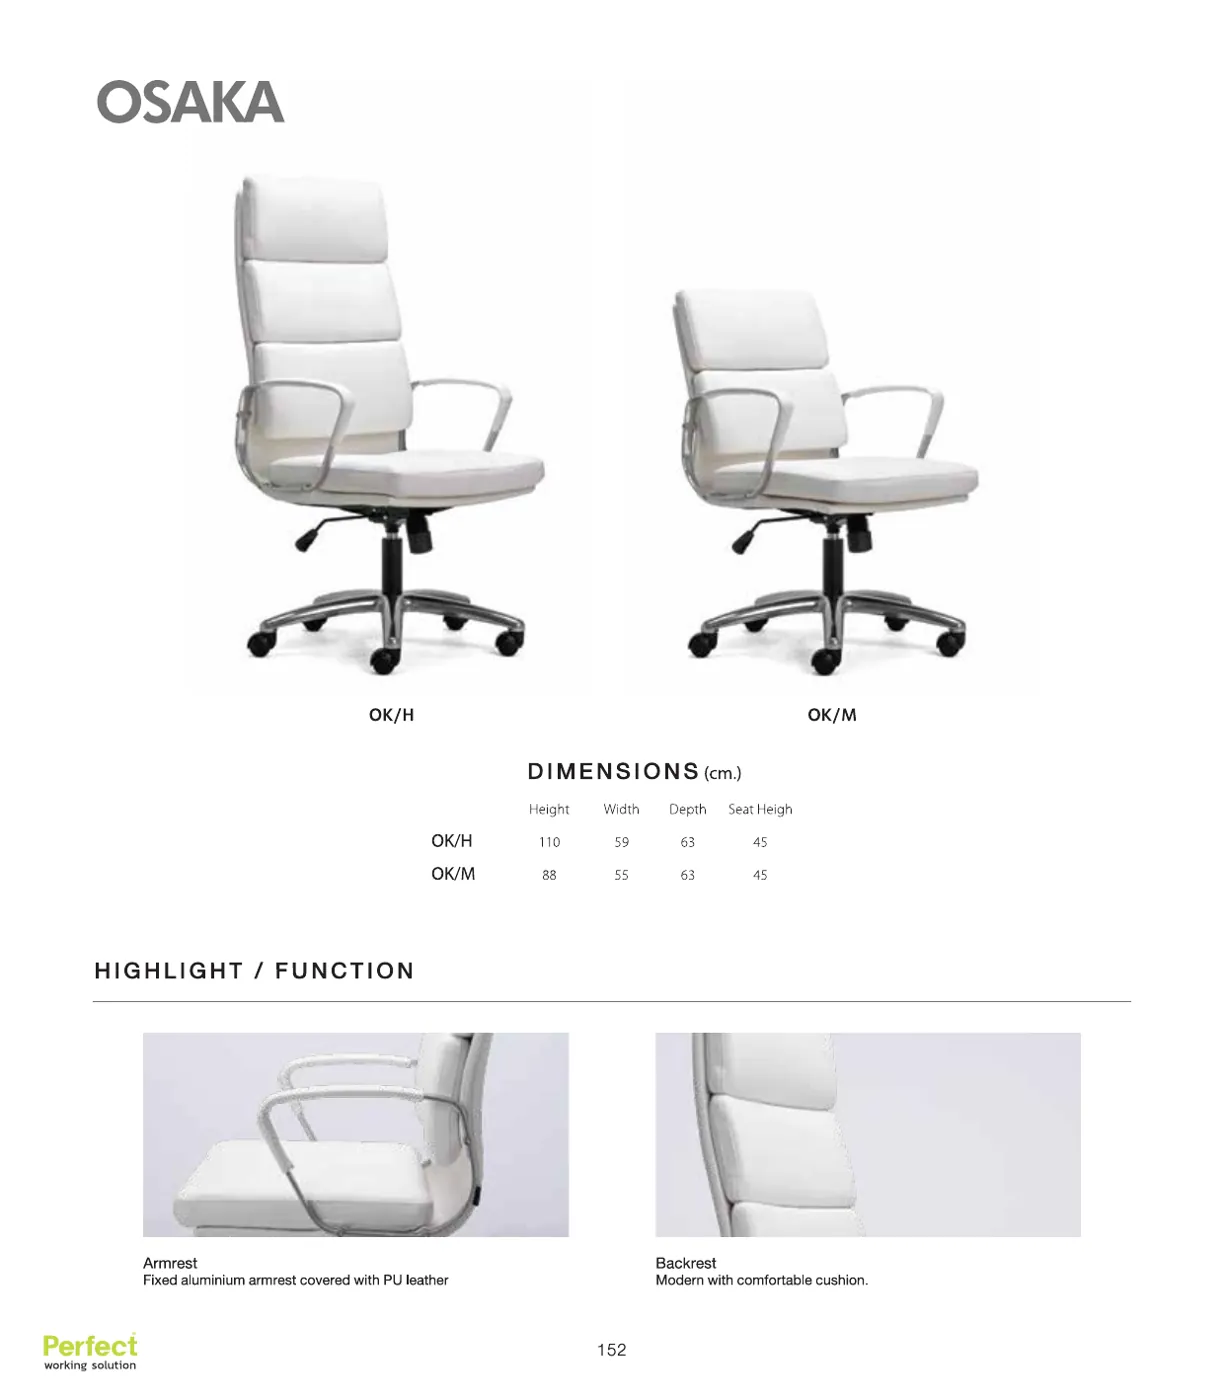 OSAKA
OK/H
OK/M
DIMENSIONS (cm.)
Height Width Depth Seat Heigh
OK/H 110 59 63 45
OK/M 88 55 63 45
HIGHLIGHT / FUNCTION
Armrest
Fixed aluminium armrest covered with PU leather
Backrest
Modern with comfortable cushion.
Perfect
working solution
152